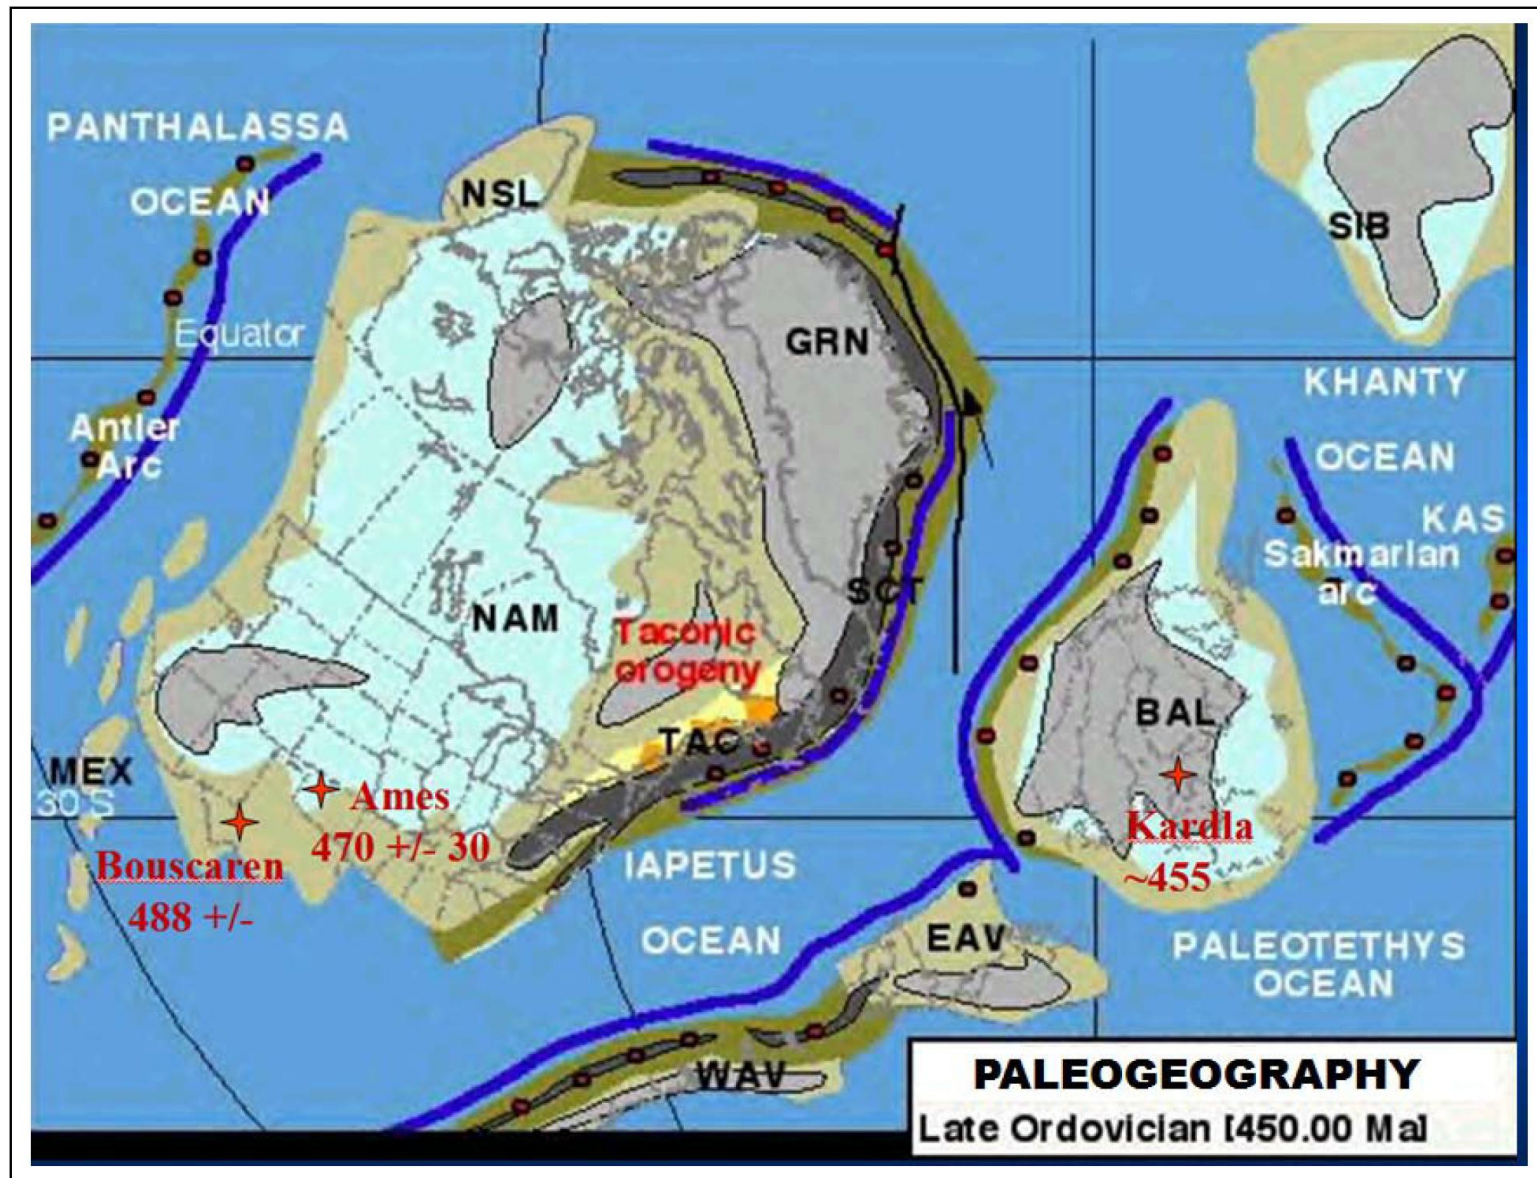 PANTHALASSA
OCEAN
NSL
SIB
Equator
GRN
KHANTY
OCEAN
Antler
Arc
KAS
Sakmarian
arc
SCT
NAM
Taconic
orogeny
BAL
TAC
MEX
30 S
Ames
470 +/- 30
Bouscaren
488 +/-
Kardla
~455
IAPETUS
OCEAN
EAV
PALEOTETHYS
OCEAN
WAV
PALEOGEOGRAPHY
Late Ordovician [450.00 Ma]